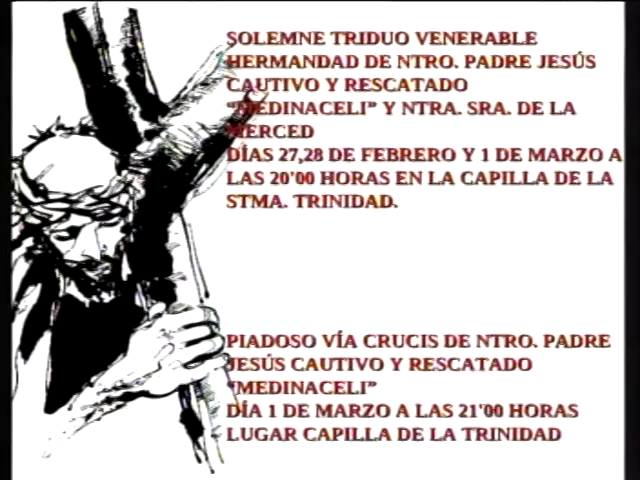 SOLEMNE TRIDUO VENERABLE
HERMANDAD DE NTRO. PADRE JESÚS
CAUTIVO Y RESCATADO
“MEDINACELI” Y NTRA. SRA. DE LA
MERCED
DÍAS 27,28 DE FEBRERO Y 1 DE MARZO A
LAS 20'00 HORAS EN LA CAPILLA DE LA
STMA. TRINIDAD.
PIADOSO VÍA CRUCIS DE NTRO. PADRE
JESÚS CAUTIVO Y RESCATADO
“MEDINACELI”
DÍA 1 DE MARZO A LAS 21'00 HORAS
LUGAR CAPILLA DE LA TRINIDAD